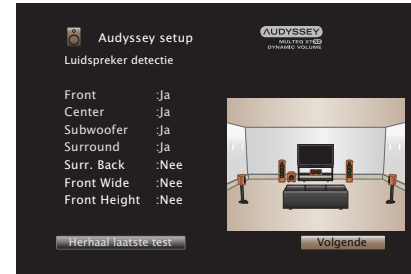 Audyssey setup
AUDYSSEY
MULTEQ XT32
DYNAMIC VOLUME
Luidspreker detectie
Front :Ja
Center :Ja
Subwoofer :Ja
Surround :Ja
Surr. Back :Nee
Front Wide :Nee
Front Height :Nee
Herhaal laatste test
Volgende